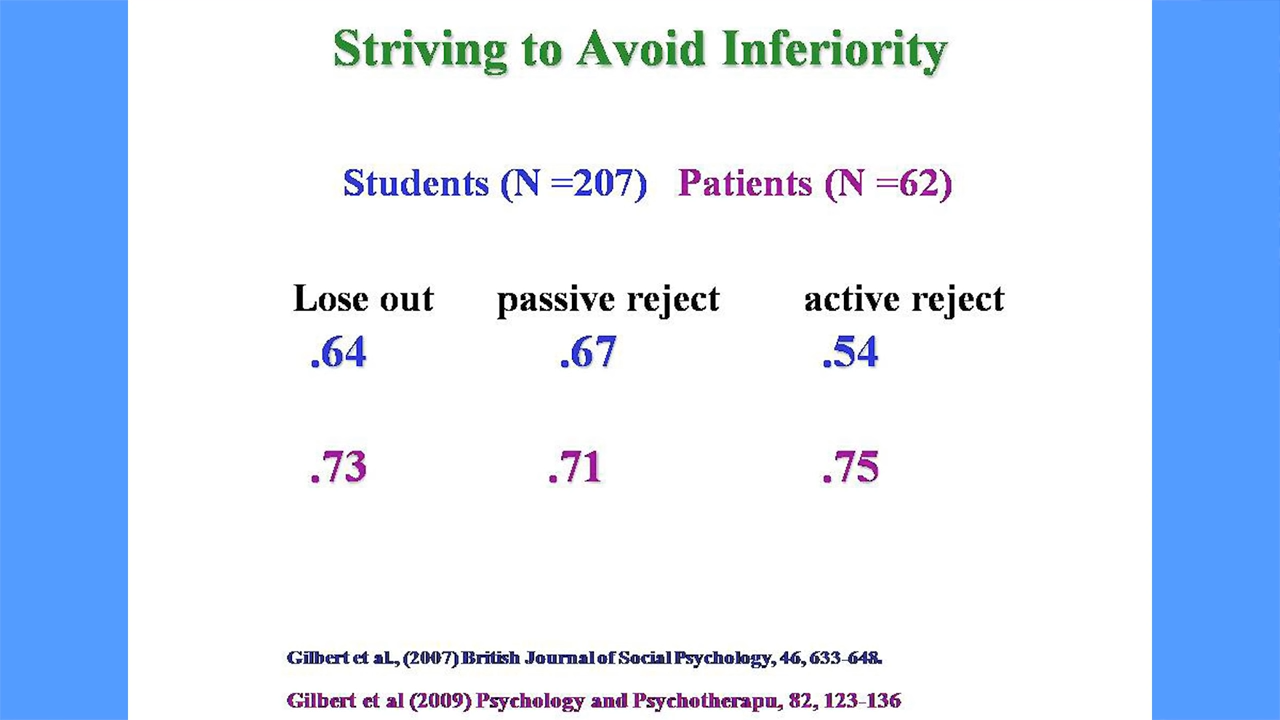 Striving to Avoid Inferiority
Students (N =207) Patients (N =62)
Lose out passive reject active reject
.64 .67 .54
.73 .71 .75
Gilbert et al., (2007) British Journal of Social Psychology, 46, 633-648.
Gilbert et al (2009) Psychology and Psychotherapu, 82, 123-136